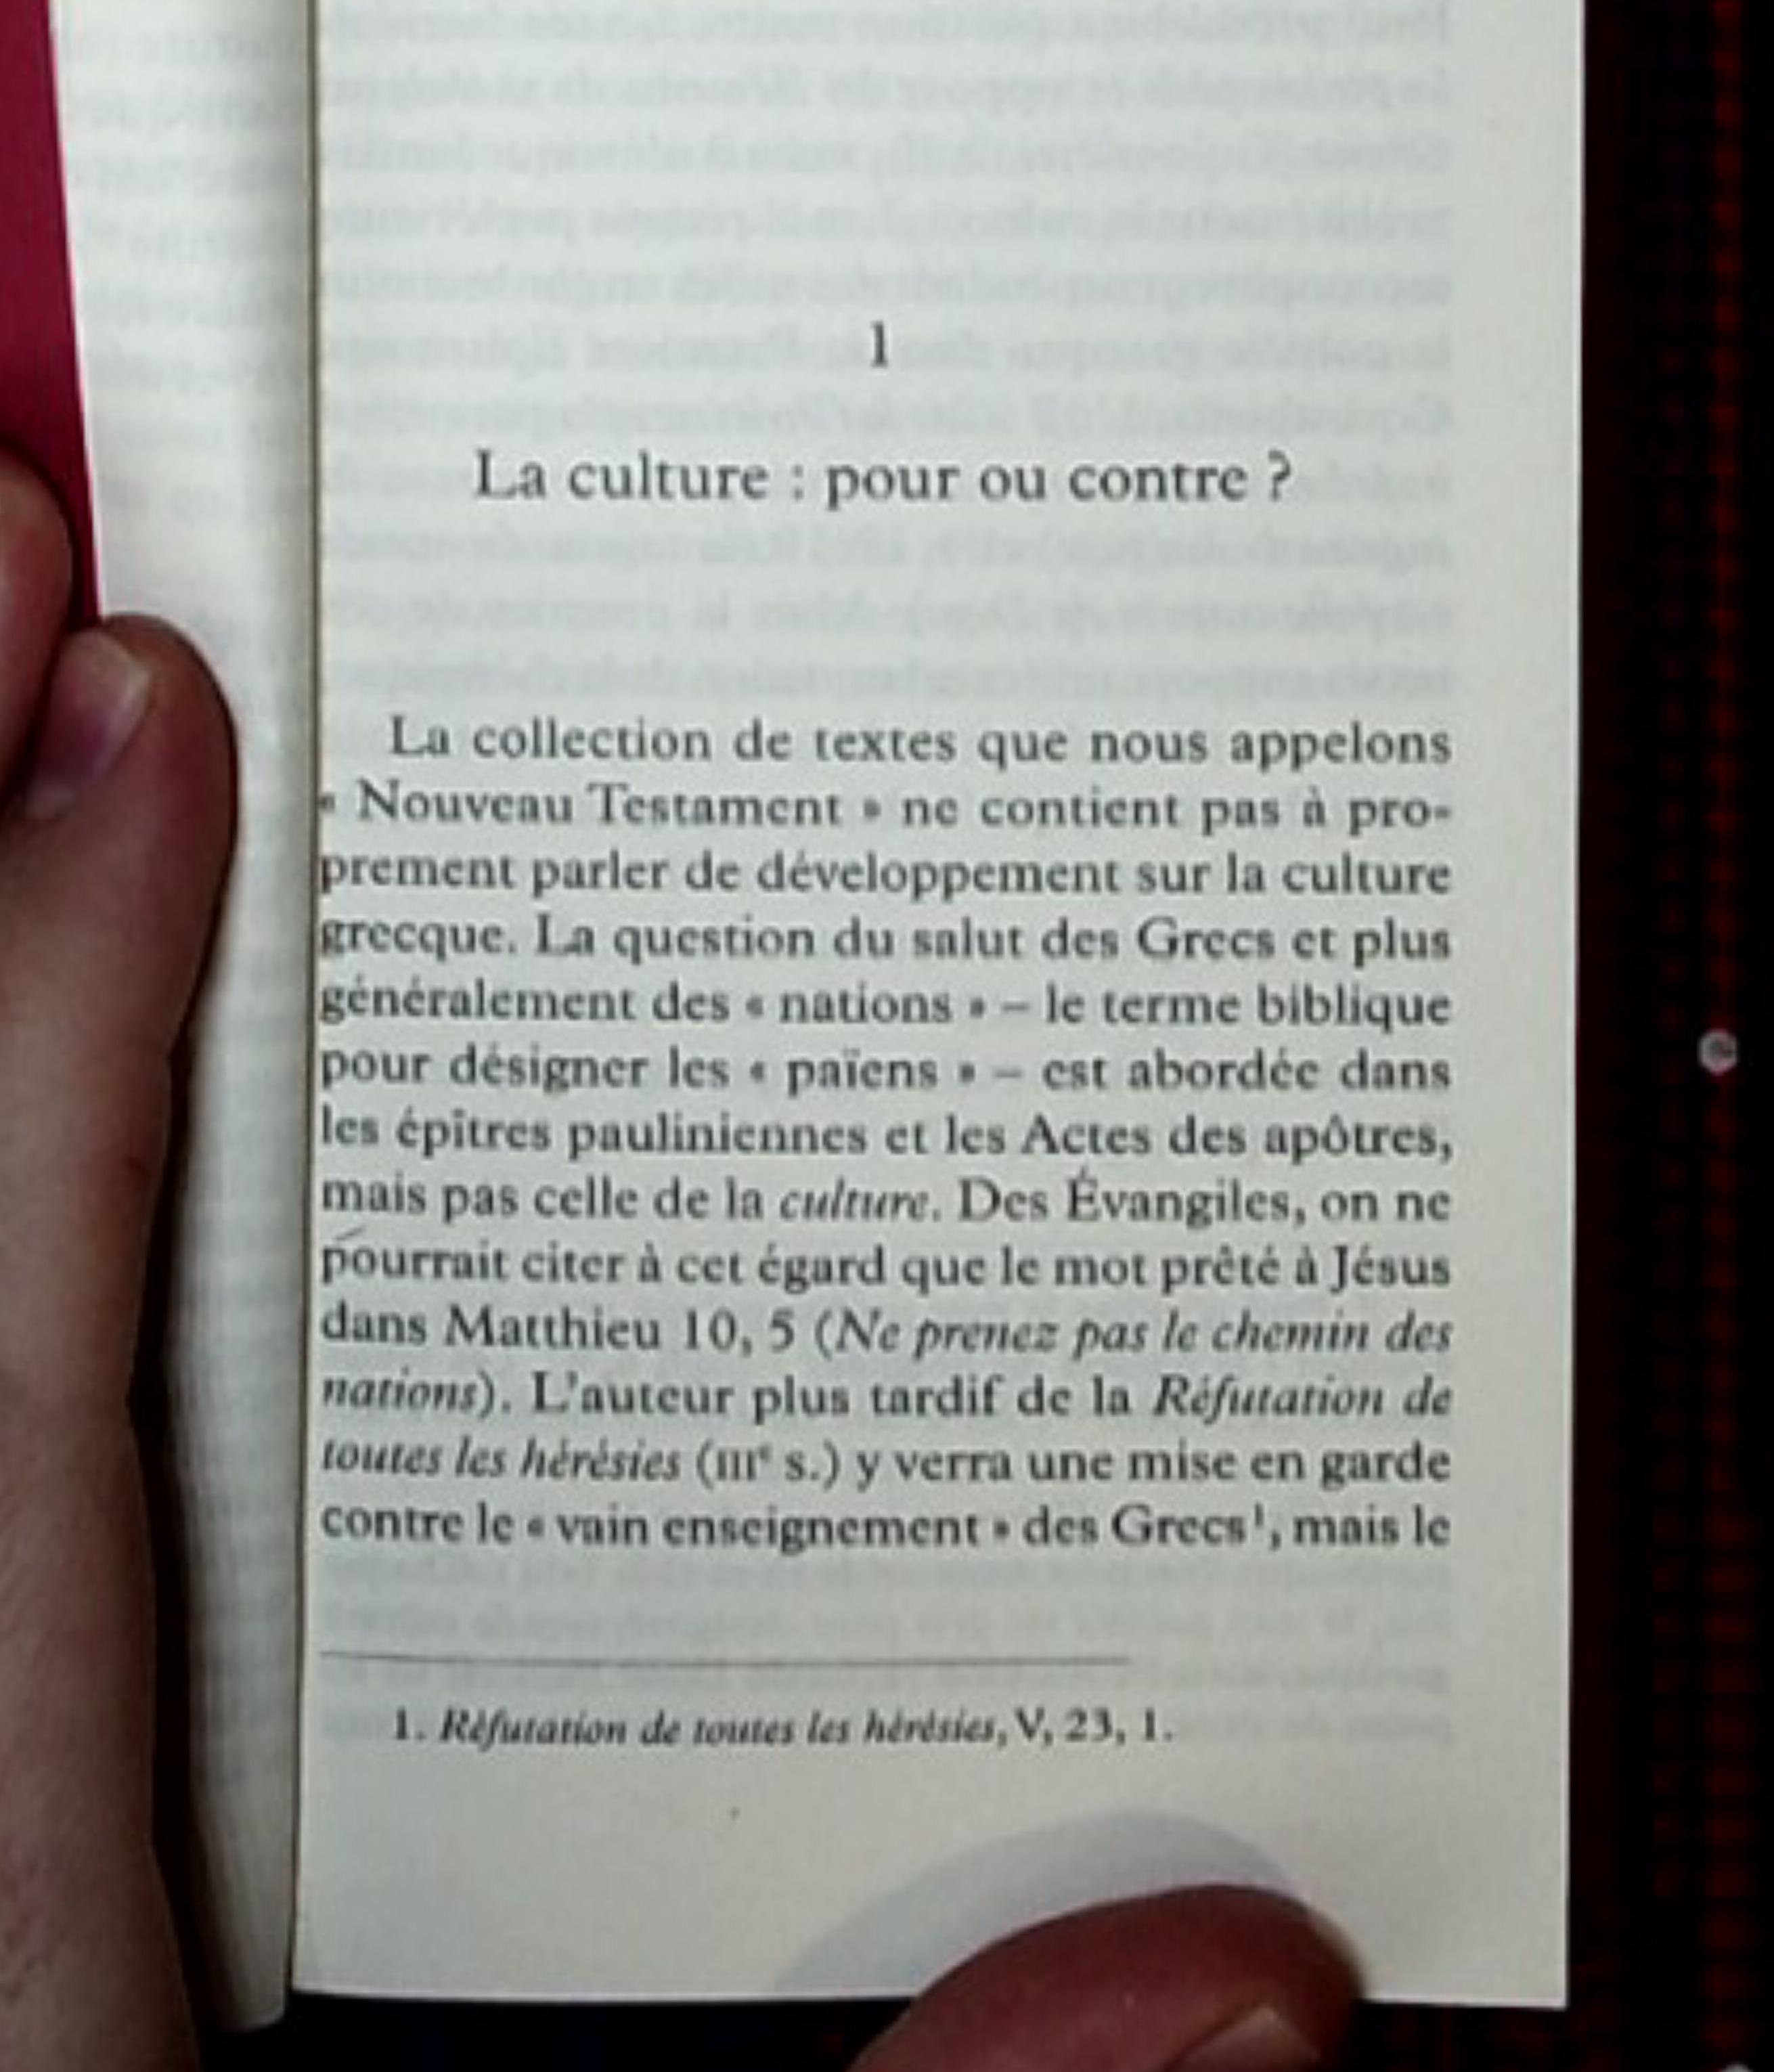 1
La culture : pour ou contre ?
La collection de textes que nous appelons
« Nouveau Testament » ne contient pas à pro-
prement parler de développement sur la culture
grecque. La question du salut des Grecs et plus
généralement des « nations » – le terme biblique
pour désigner les « païens » – est abordée dans
les épîtres pauliniennes et les Actes des apôtres,
mais pas celle de la culture. Des Évangiles, on ne
pourrait citer à cet égard que le mot prêté à Jésus
dans Matthieu 10, 5 (Ne prenez pas le chemin des
nations). L'auteur plus tardif de la Réfutation de
toutes les hérésies (IIIe s.) y verra une mise en garde
contre le « vain enseignement » des Grecs¹, mais le
1. Réfutation de toutes les hérésies, V, 23, 1.